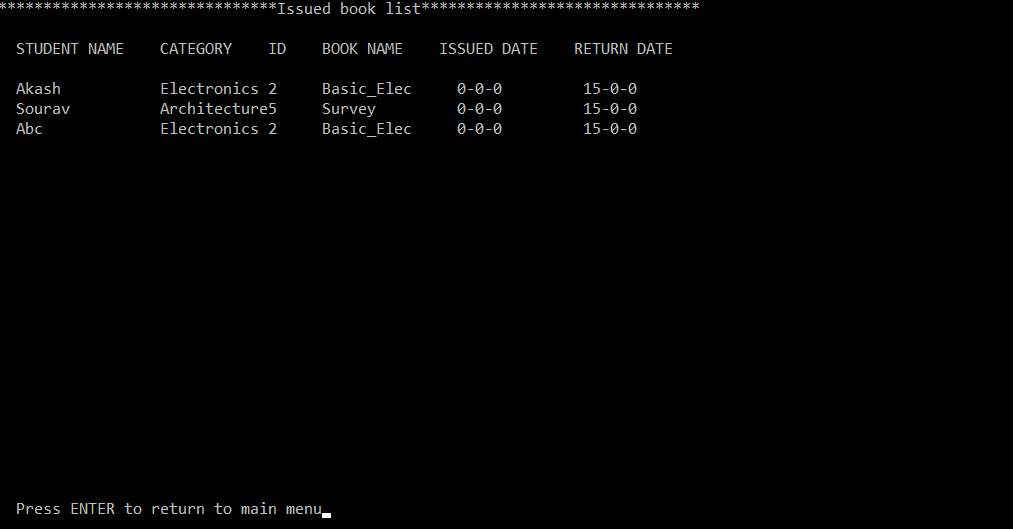 *******************************Issued book list*******************************
STUDENT NAME    CATEGORY    ID    BOOK NAME    ISSUED DATE    RETURN DATE
Akash           Electronics 2     Basic_Elec     0-0-0         15-0-0
Sourav          Architecture5     Survey         0-0-0         15-0-0
Abc             Electronics 2     Basic_Elec     0-0-0         15-0-0
Press ENTER to return to main menu